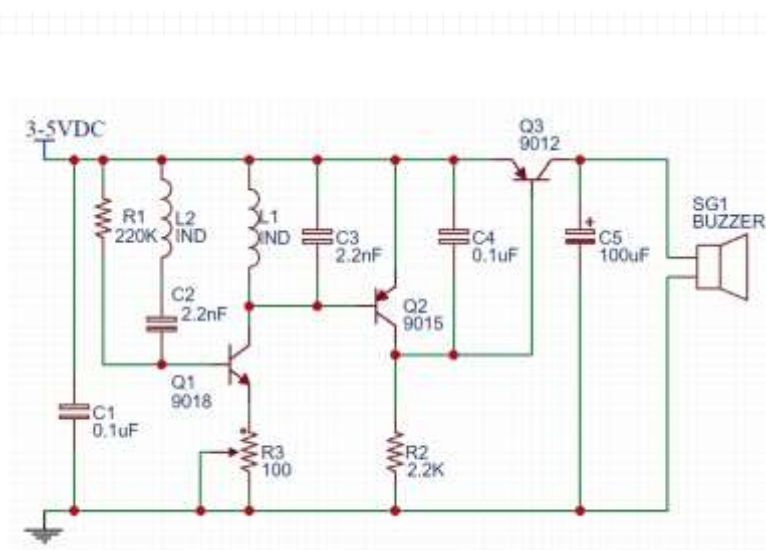 3-5VDC
Q3
9012
R1
220K
L2
IND
L1
IND
C3
2.2nF
C4
0.1uF
+
C5
100uF
SG1
BUZZER
C2
2.2nF
Q2
9015
Q1
9018
C1
0.1uF
R3
100
R2
2.2K